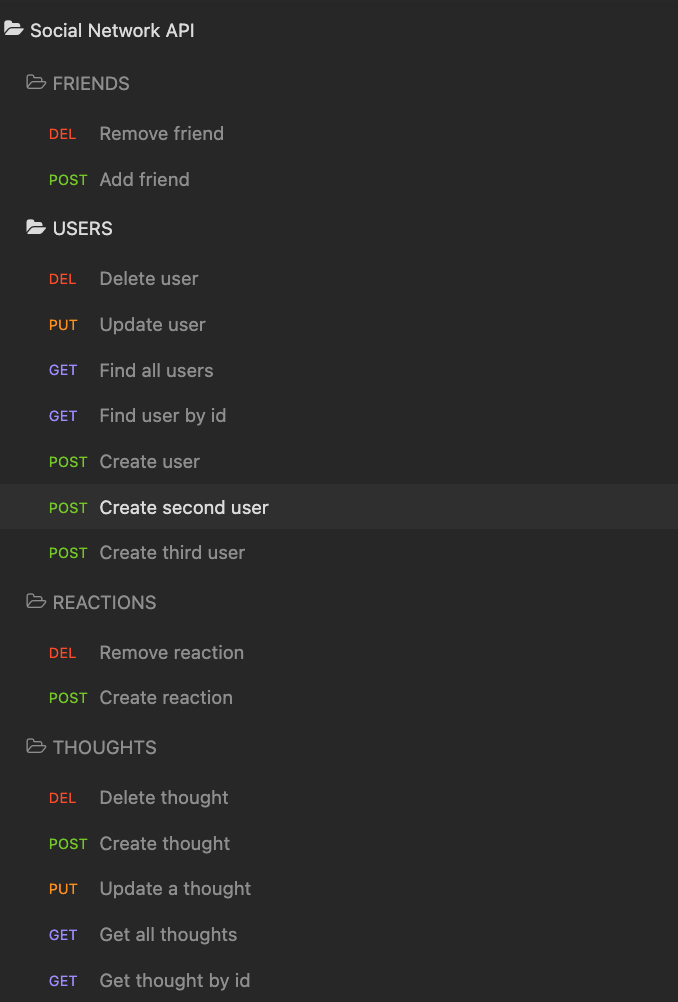 Social Network API
FRIENDS
DEL Remove friend
POST Add friend
USERS
DEL Delete user
PUT Update user
GET Find all users
GET Find user by id
POST Create user
POST Create second user
POST Create third user
REACTIONS
DEL Remove reaction
POST Create reaction
THOUGHTS
DEL Delete thought
POST Create thought
PUT Update a thought
GET Get all thoughts
GET Get thought by id